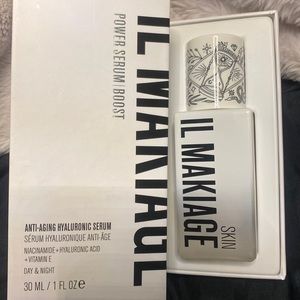 IL MAKIAGE
POWER SERUM BOOST
ANTI-AGING HYALURONIC SERUM
SÉRUM HYALURONIQUE ANTI-ÂGE
NIACINAMIDE + HYALURONIC ACID
+ VITAMIN E
DAY & NIGHT
30 ML / 1 FL OZ ℮
IL MAKIAGE
SKIN